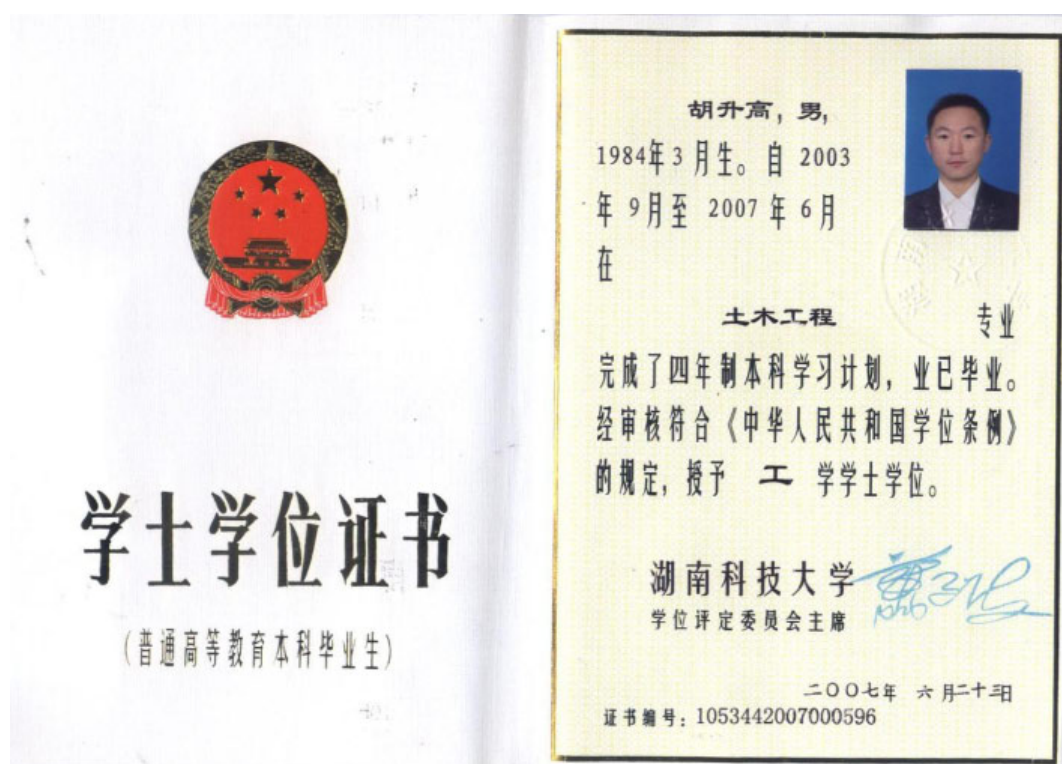 学士学位证书
(普通高等教育本科毕业生)
胡升高，男，
1984年3月生。自 2003
年 9月至 2007 年 6月
在
土木工程 专业
完成了四年制本科学习计划，业已毕业。
经审核符合《中华人民共和国学位条例》
的规定，授予 工 学学士学位。
湖南科技大学
学位评定委员会主席
二〇〇七年 六月二十三日
证书编号：1053442007000596